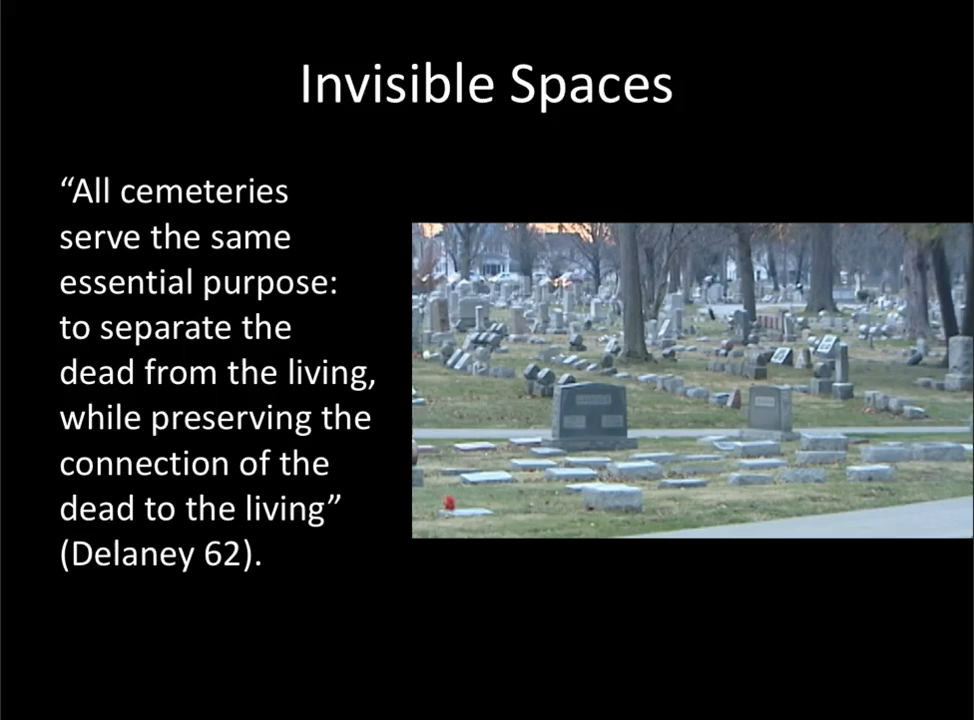 Invisible Spaces
“All cemeteries
serve the same
essential purpose:
to separate the
dead from the living,
while preserving the
connection of the
dead to the living”
(Delaney 62).